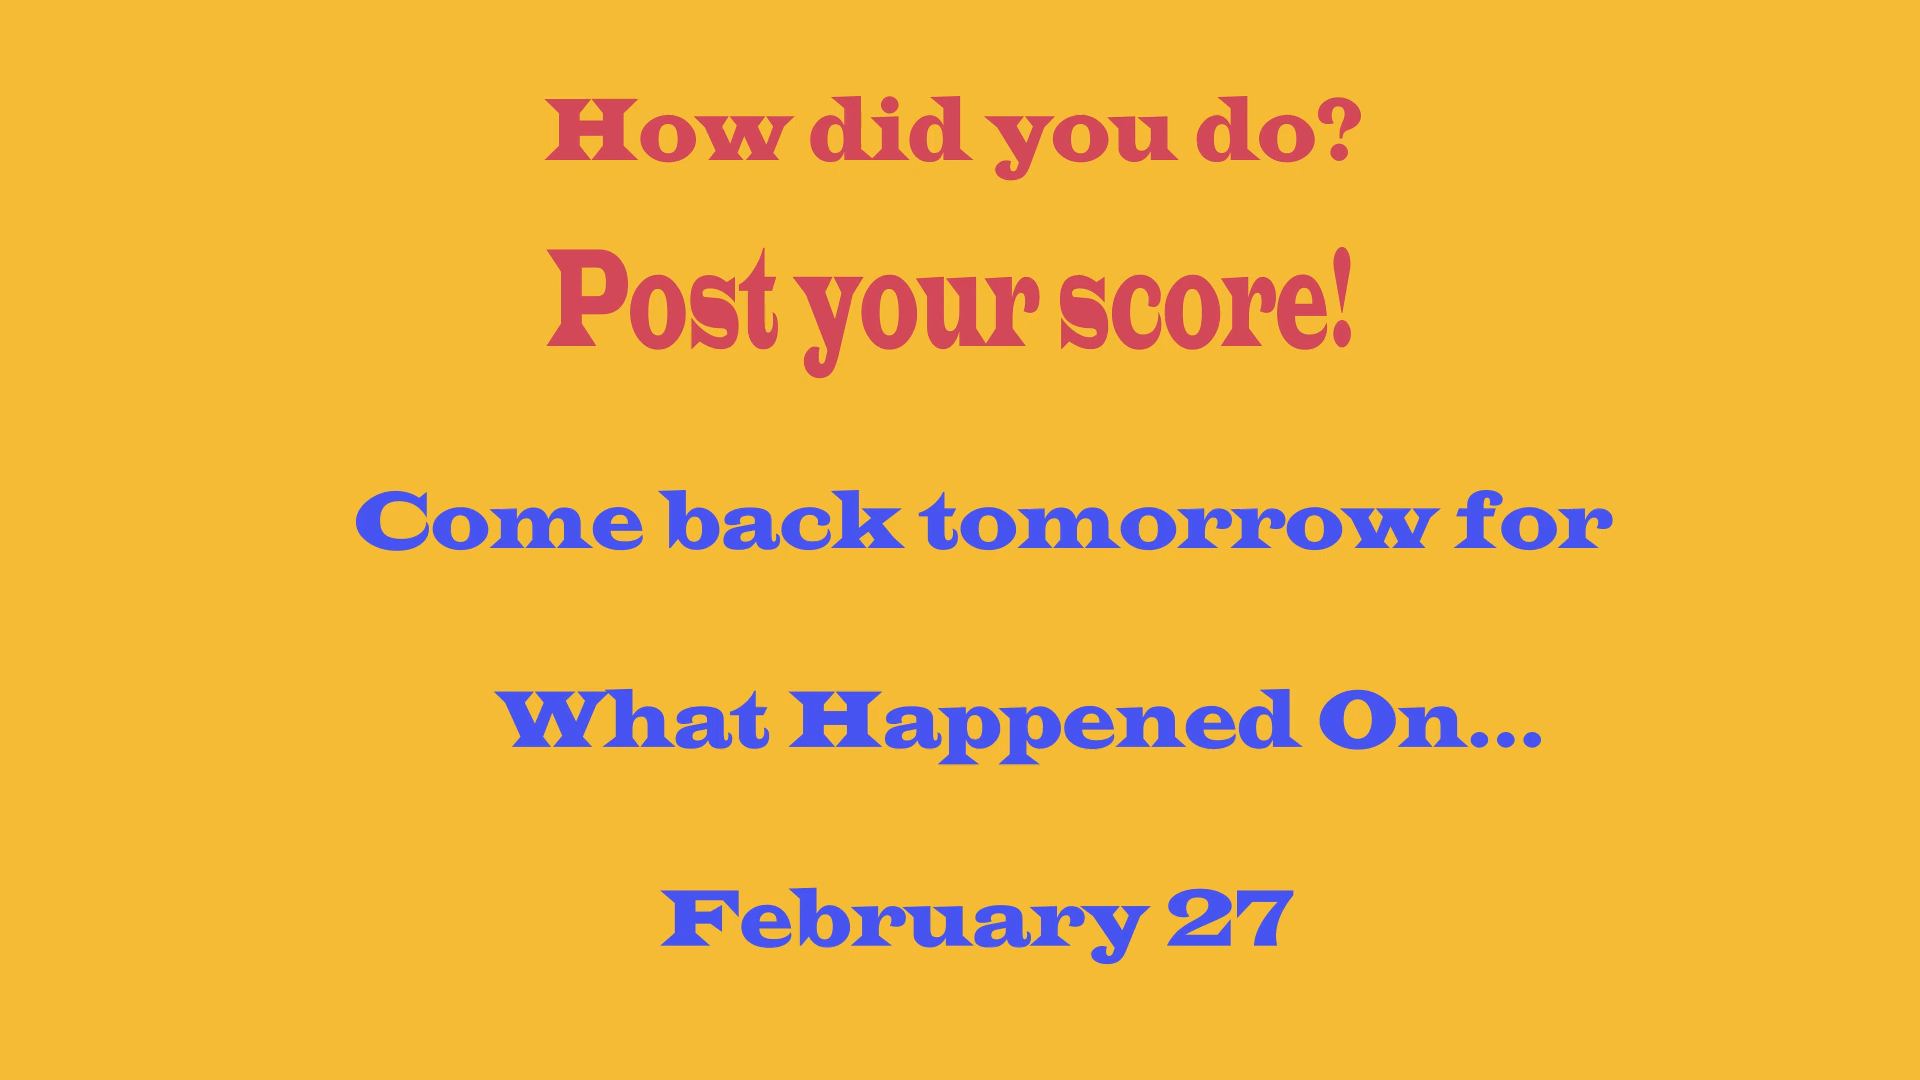 How did you do?
Post your score!
Come back tomorrow for
What Happened On...
February 27